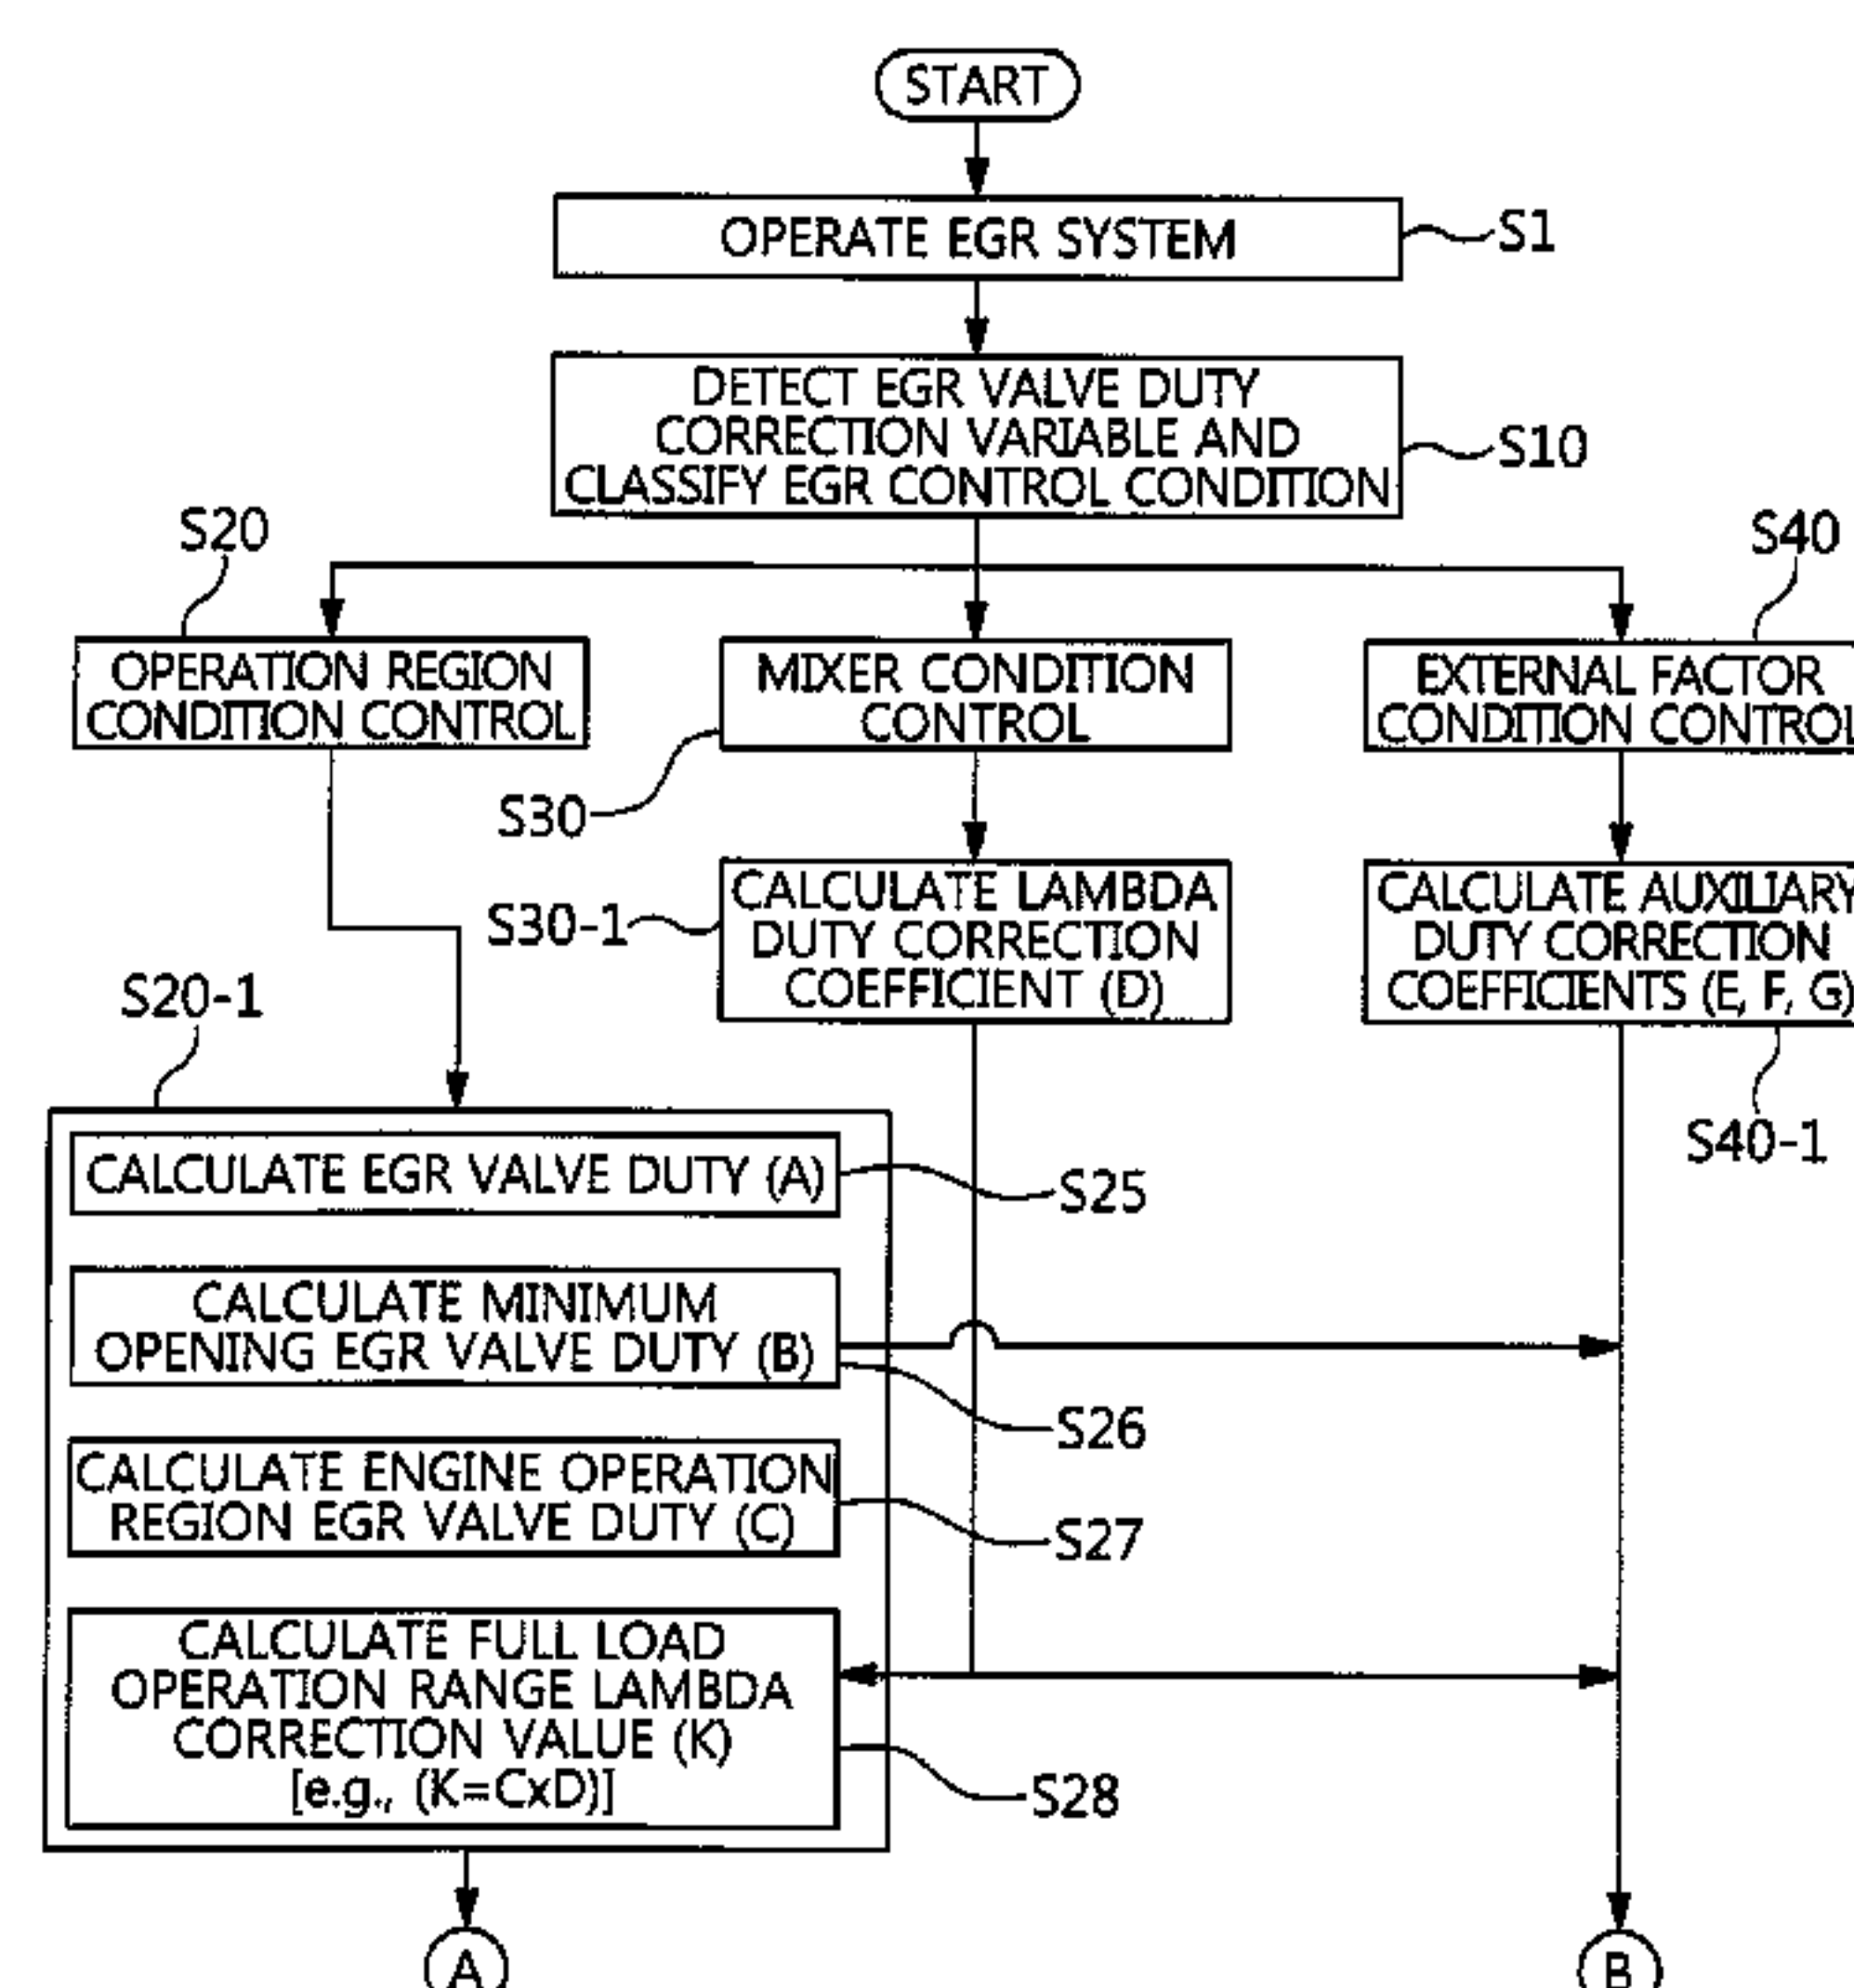 START
OPERATE EGR SYSTEM
S1
DETECT EGR VALVE DUTY
CORRECTION VARIABLE AND
CLASSIFY EGR CONTROL CONDITION
S10
S20
S40
OPERATION REGION
CONDITION CONTROL
MIXER CONDITION
CONTROL
EXTERNAL FACTOR
CONDITION CONTROL
S30
CALCULATE LAMBDA
DUTY CORRECTION
COEFFICIENT (D)
S30-1
CALCULATE AUXILIARY
DUTY CORRECTION
COEFFICIENTS (E, F, G)
S20-1
S40-1
CALCULATE EGR VALVE DUTY (A)
S25
CALCULATE MINIMUM
OPENING EGR VALVE DUTY (B)
S26
CALCULATE ENGINE OPERATION
REGION EGR VALVE DUTY (C)
S27
CALCULATE FULL LOAD
OPERATION RANGE LAMBDA
CORRECTION VALUE (K)
[e.g., (K=CxD)]
S28
A
B